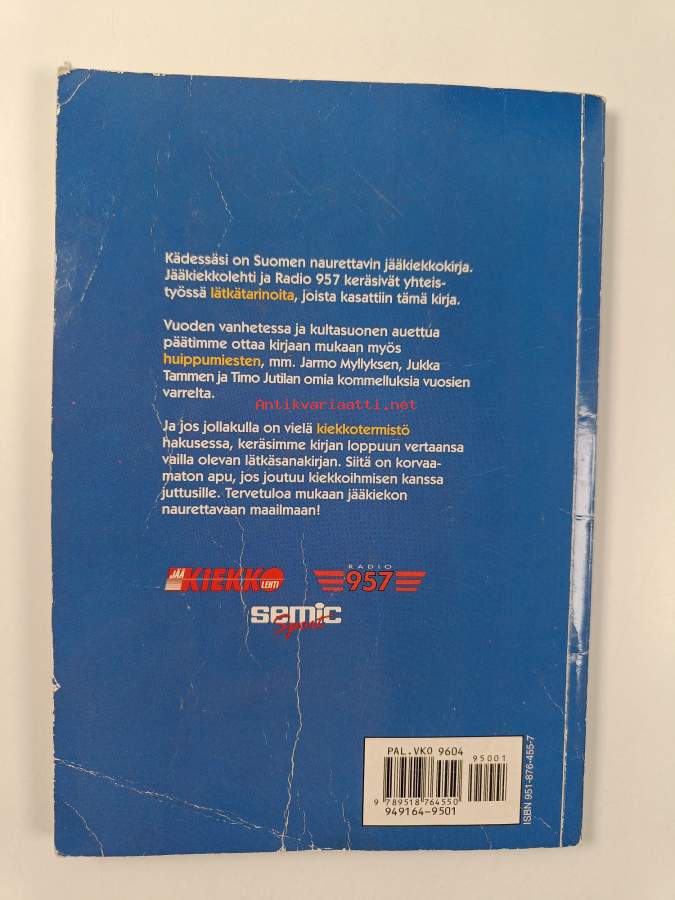 Kädessäsi on Suomen naurettavin jääkiekkokirja.
Jääkiekkolehti ja Radio 957 keräsivät yhteis-
työssä lätkätarinoita, joista kasattiin tämä kirja.
Vuoden vanhetessa ja kultasuonen auettua
päätimme ottaa kirjaan mukaan myös
huippumiesten, mm. Jarmo Myllyksen, Jukka
Tammen ja Timo Jutilan omia kommelluksia vuosien
varrelta.
Antikvariaatti.net
Ja jos jollakulla on vielä kiekkotermistö
hakusessa, keräsimme kirjan loppuun vertaansa
vailla olevan lätkäsanakirjan. Siitä on korvaa-
maton apu, jos joutuu kiekkoihmisen kanssa
juttusille. Tervetuloa mukaan jääkiekon
naurettavaan maailmaan!
JÄÄ KIEKKO LEHTI
RADIO 957
semic
Sport
PAL.VKO 9604
95001
9 789518 764550
949164-9501
ISBN 951-876-455-7